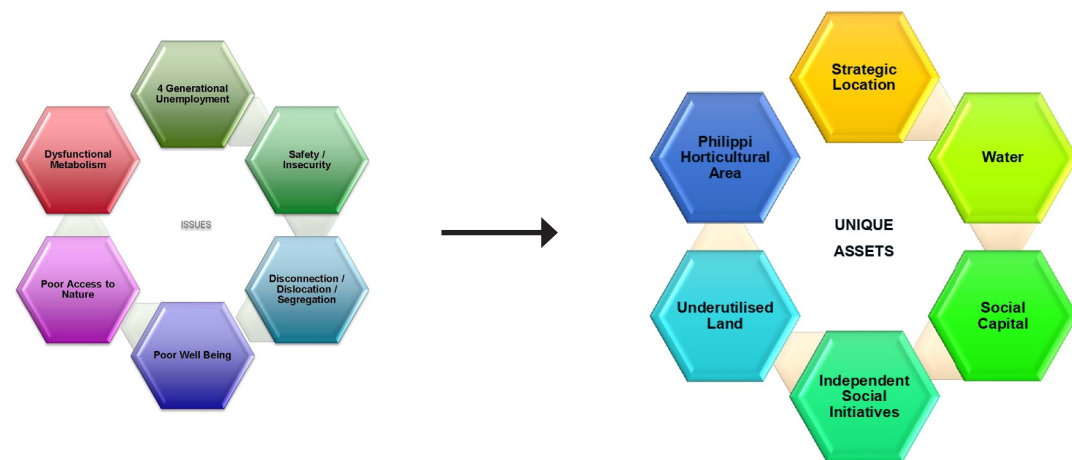 4 Generational
Unemployment
Safety /
Insecurity
Disconnection /
Dislocation /
Segregation
Poor Well Being
Poor Access to
Nature
Dysfunctional
Metabolism
ISSUES
Strategic
Location
Water
Social
Capital
Independent
Social
Initiatives
Underutilised
Land
Philippi
Horticultural
Area
UNIQUE
ASSETS